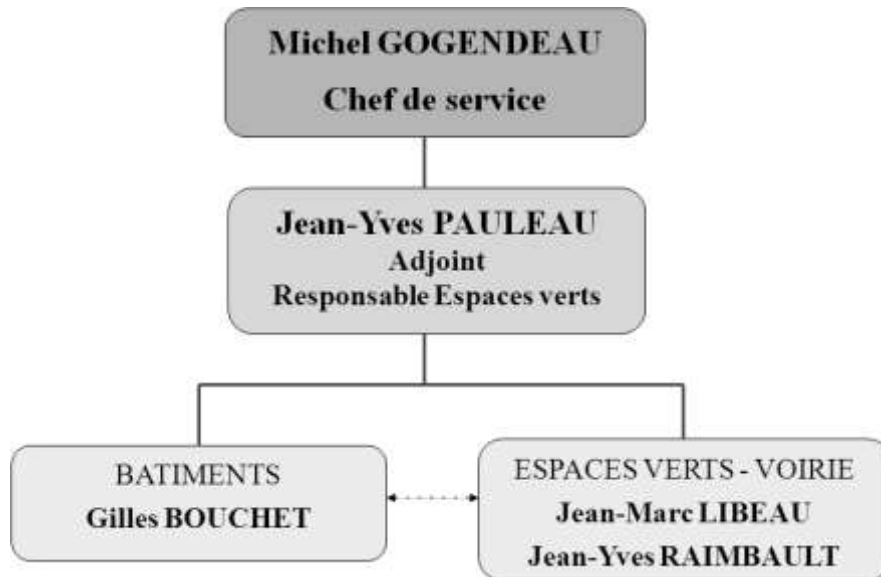 Michel GOGENDEAU
Chef de service
Jean-Yves PAULEAU
Adjoint
Responsable Espaces verts
BATIMENTS
Gilles BOUCHET
ESPACES VERTS - VOIRIE
Jean-Marc LIBEAU
Jean-Yves RAIMBAULT